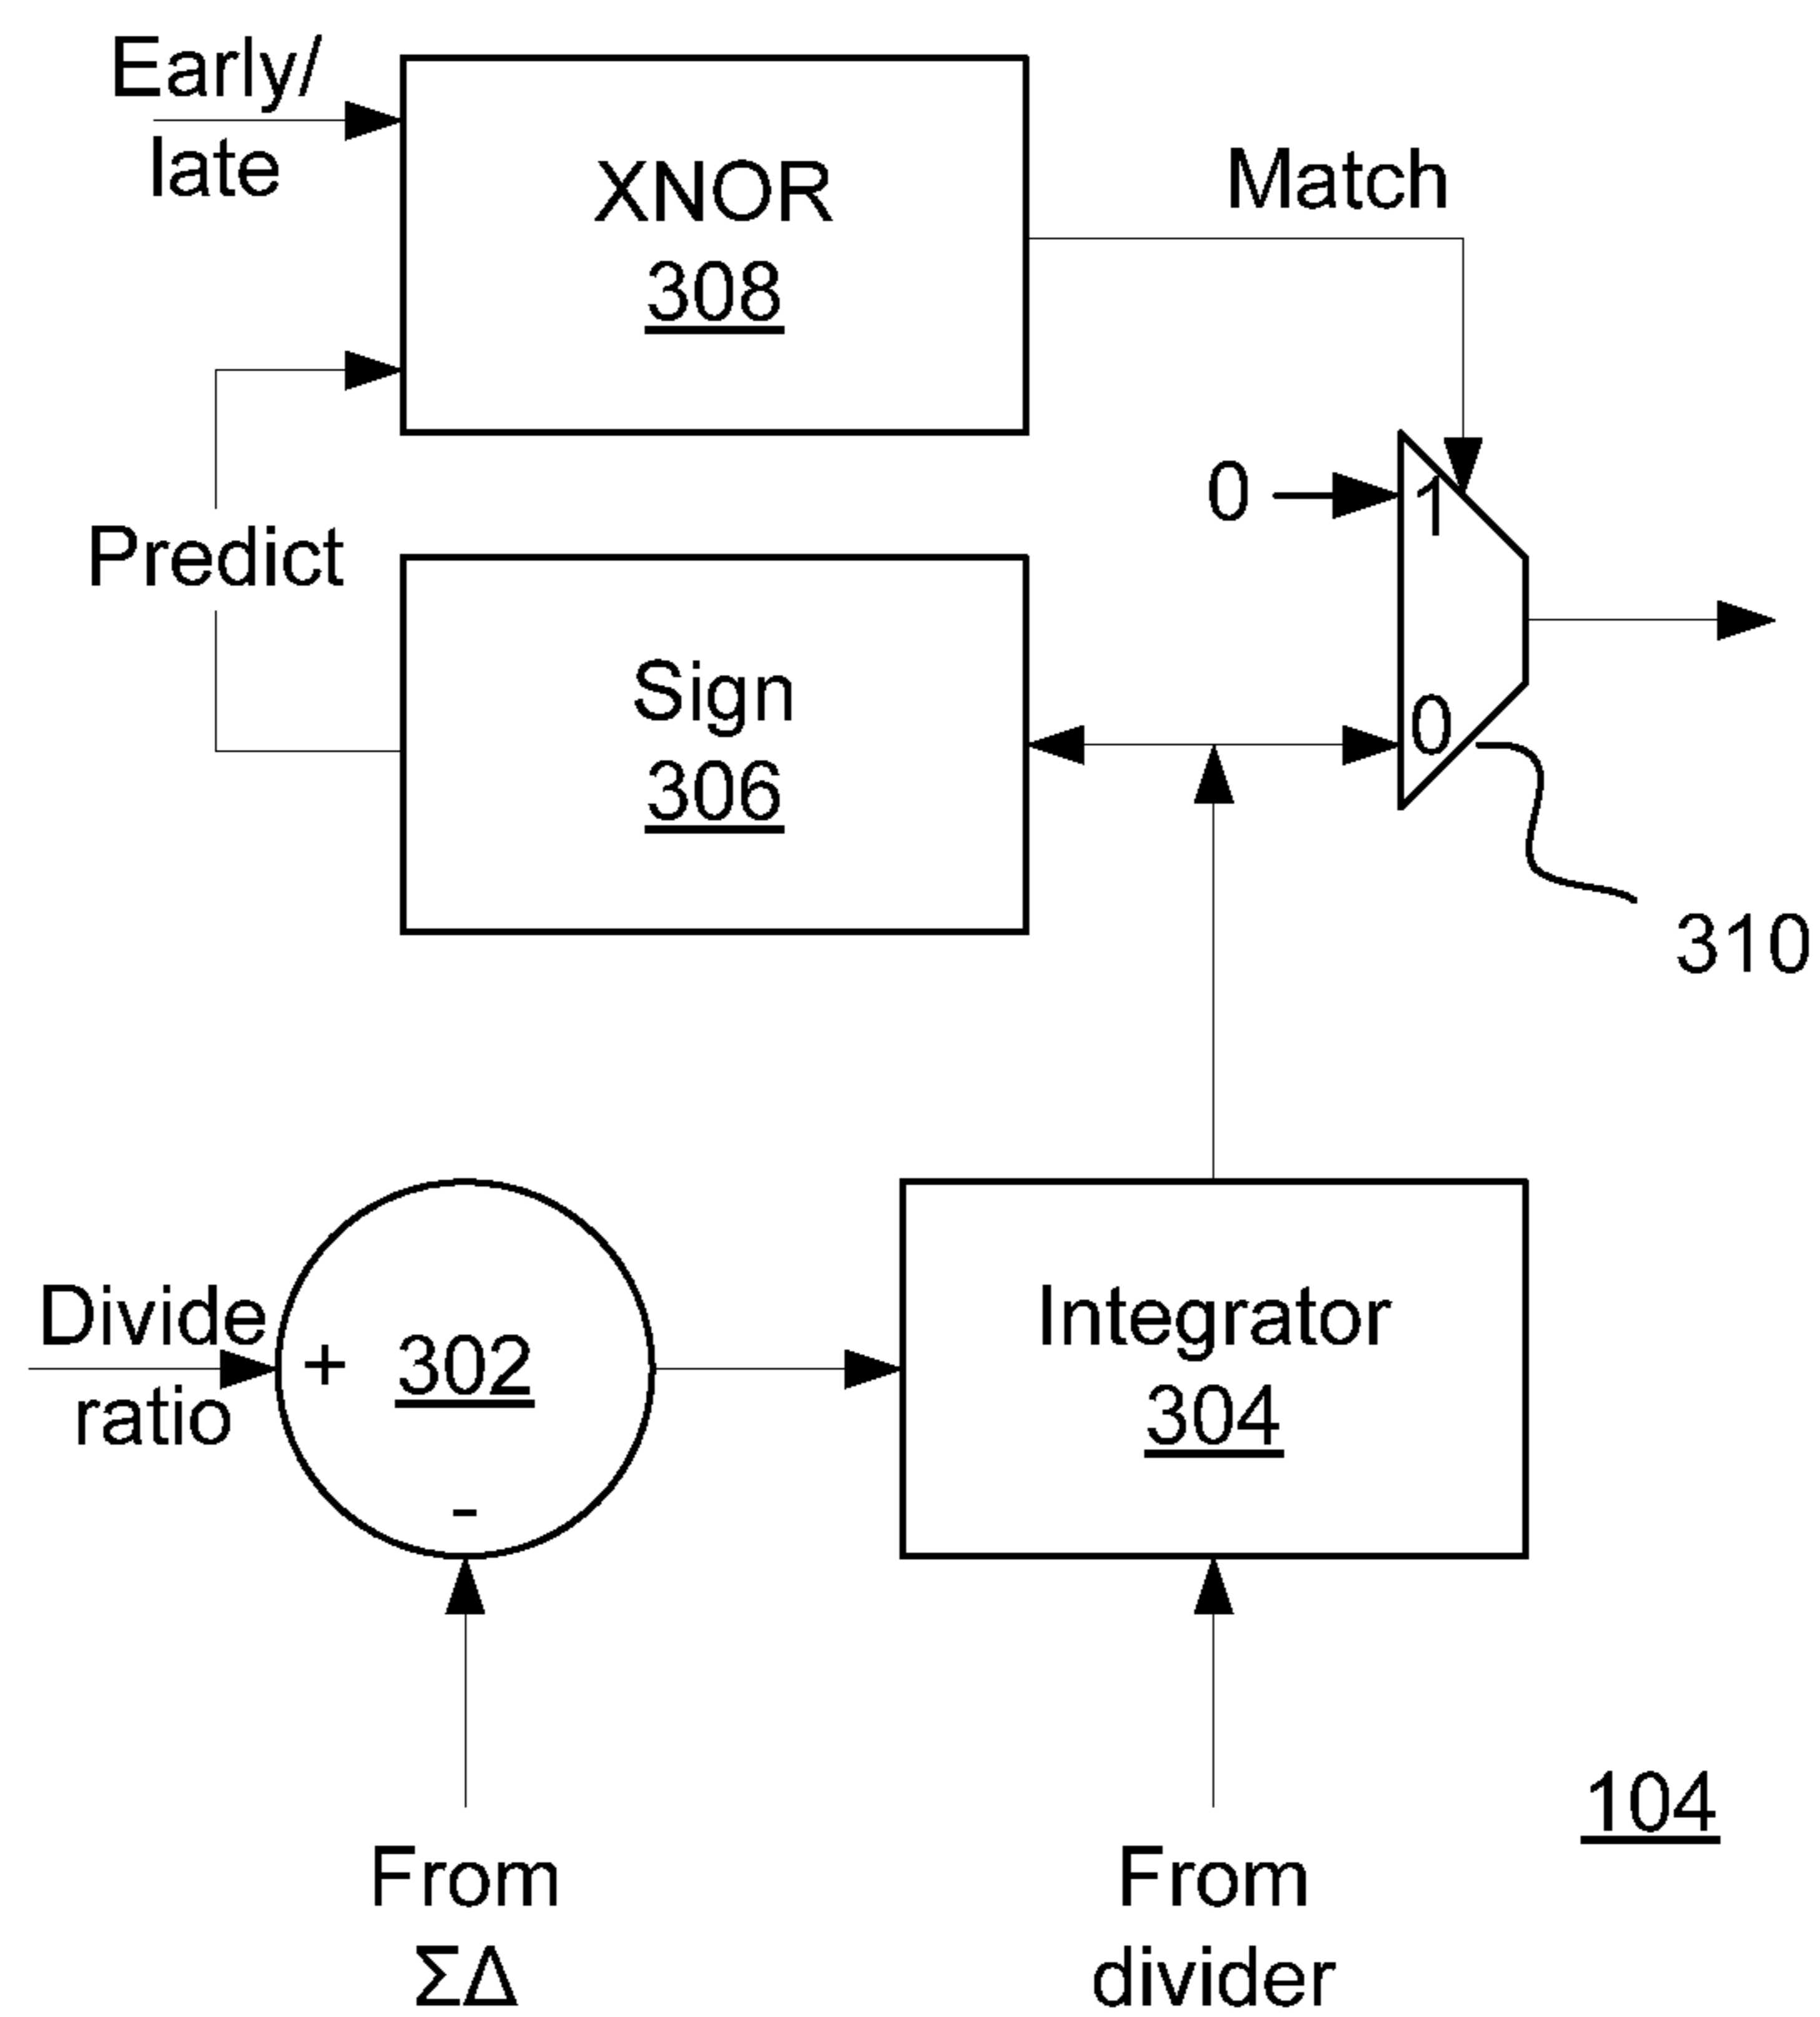 Early/
late
XNOR
308
Match
0
1
Predict
Sign
306
0
310
Divide
ratio
+
302
-
Integrator
304
From
ΣΔ
From
divider
104